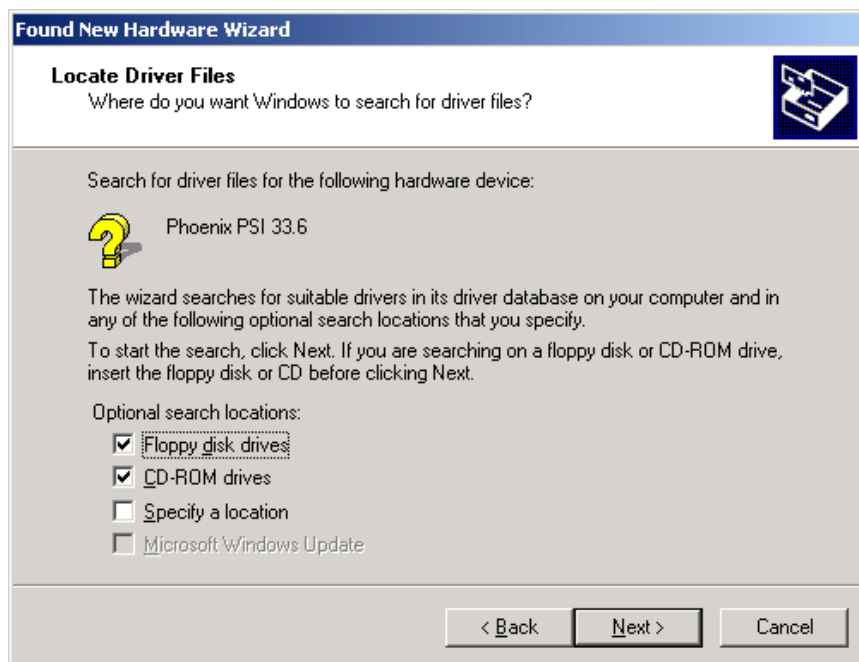 Found New Hardware Wizard
Locate Driver Files
Where do you want Windows to search for driver files?
Search for driver files for the following hardware device:
Phoenix PSI 33.6
The wizard searches for suitable drivers in its driver database on your computer and in
any of the following optional search locations that you specify.
To start the search, click Next. If you are searching on a floppy disk or CD-ROM drive,
insert the floppy disk or CD before clicking Next.
Optional search locations:
Floppy disk drives
CD-ROM drives
Specify a location
Microsoft Windows Update
< Back Next > Cancel